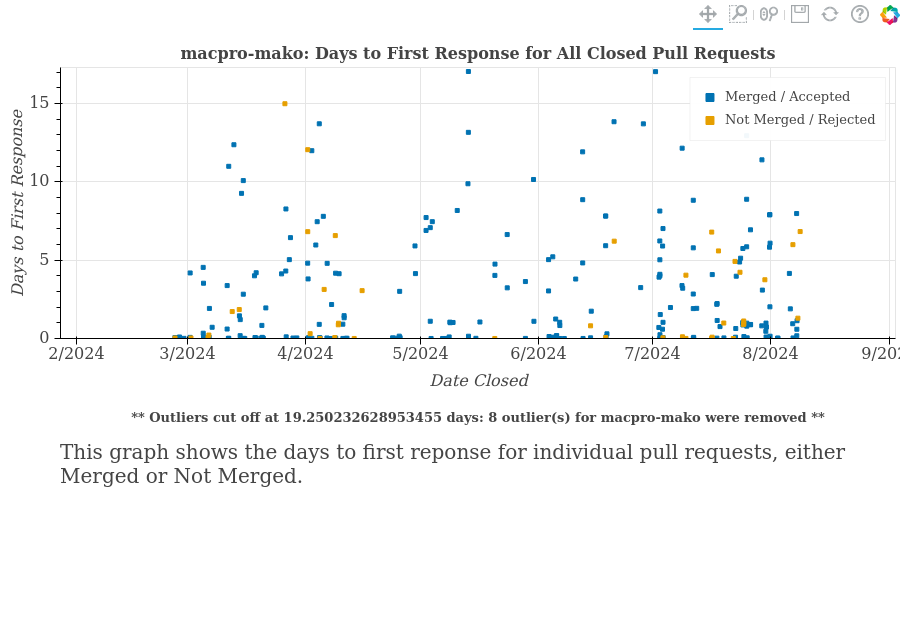 macpro-mako: Days to First Response for All Closed Pull Requests
Merged / Accepted
Not Merged / Rejected
Days to First Response
15
10
5
0
2/2024 3/2024 4/2024 5/2024 6/2024 7/2024 8/2024 9/202
Date Closed
** Outliers cut off at 19.250232628953455 days: 8 outlier(s) for macpro-mako were removed **
This graph shows the days to first reponse for individual pull requests, either
Merged or Not Merged.